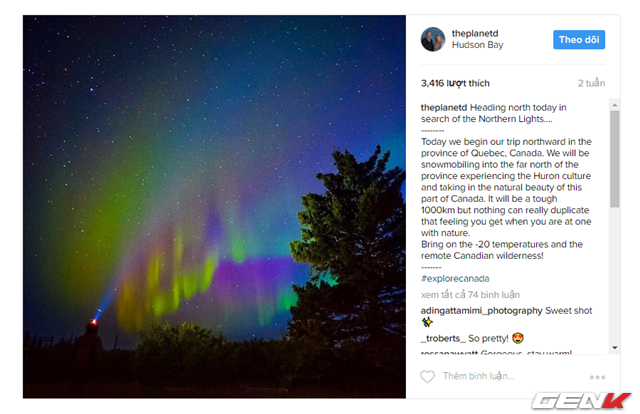 theplanetd
Hudson Bay
Theo dõi
3,416 lượt thích
2 tuần
theplanetd Heading north today in
search of the Northern Lights....
--------
Today we begin our trip northward in the
province of Quebec, Canada. We will be
snowmobiling into the far north of the
province experiencing the Huron culture
and taking in the natural beauty of this
part of Canada. It will be a tough
1000km but nothing can really duplicate
that feeling you get when you are at one
with nature.
Bring on the -20 temperatures and the
remote Canadian wilderness!
-------
#explorecanada
xem tất cả 74 bình luận
adingattamimi_photography Sweet shot
✨
_troberts_ So pretty! 😍
Gorgeous, stay warm!
Thêm bình luận...
GENK